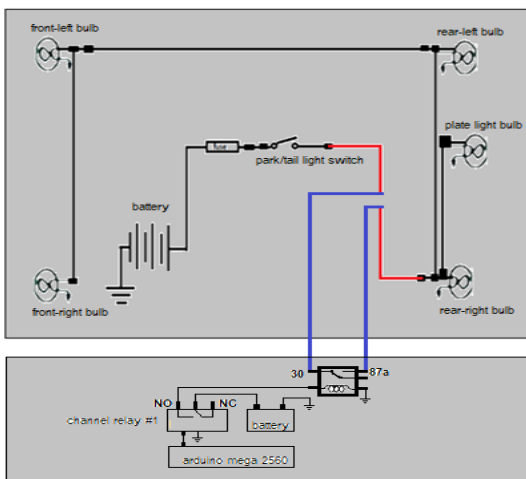 front-left bulb
rear-left bulb
plate light bulb
fuse
park/tail light switch
battery
front-right bulb
rear-right bulb
30
87a
NO
NC
channel relay #1
battery
arduino mega 2560